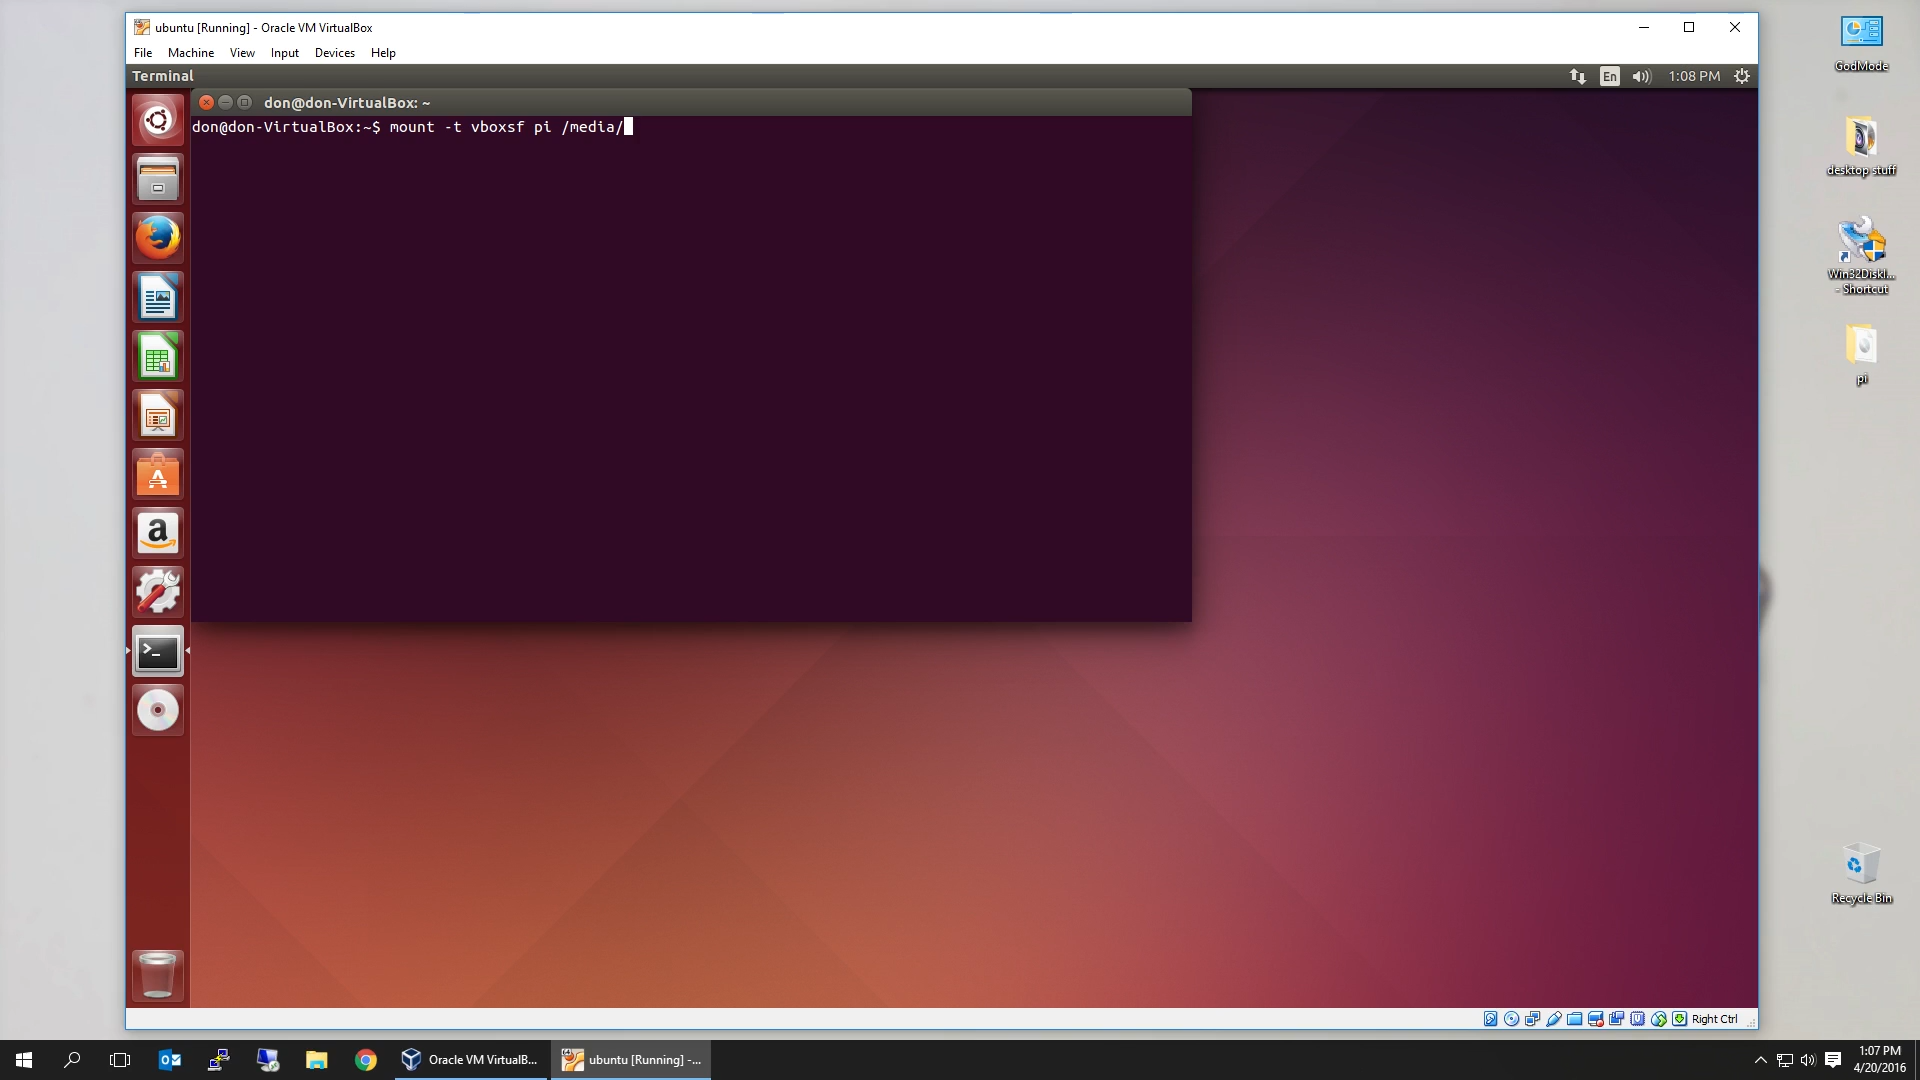 ubuntu [Running] - Oracle VM VirtualBox
File Machine View Input Devices Help
Terminal
En
1:08 PM
don@don-VirtualBox: ~
don@don-VirtualBox:~$ mount -t vboxsf pi /media/
GodMode
desktop stuff
Win32DiskI...
- Shortcut
pi
Recycle Bin
Right Ctrl
Oracle VM VirtualB...
ubuntu [Running] -...
1:07 PM
4/20/2016